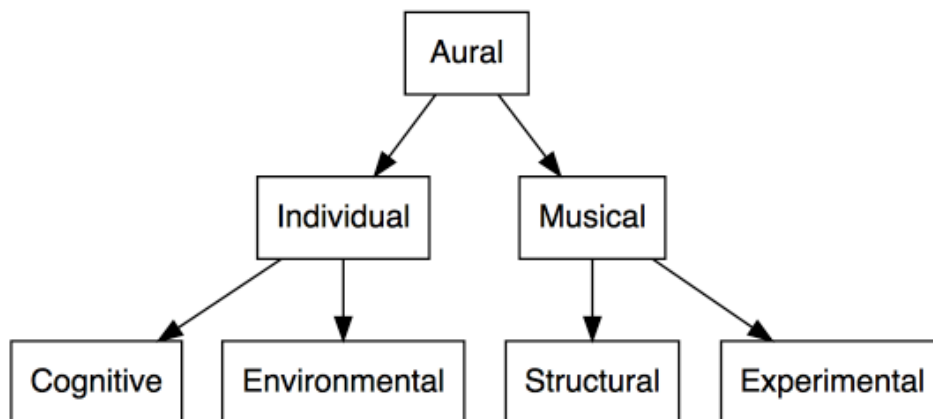 Aural
Individual Musical
Cognitive Environmental Structural Experimental